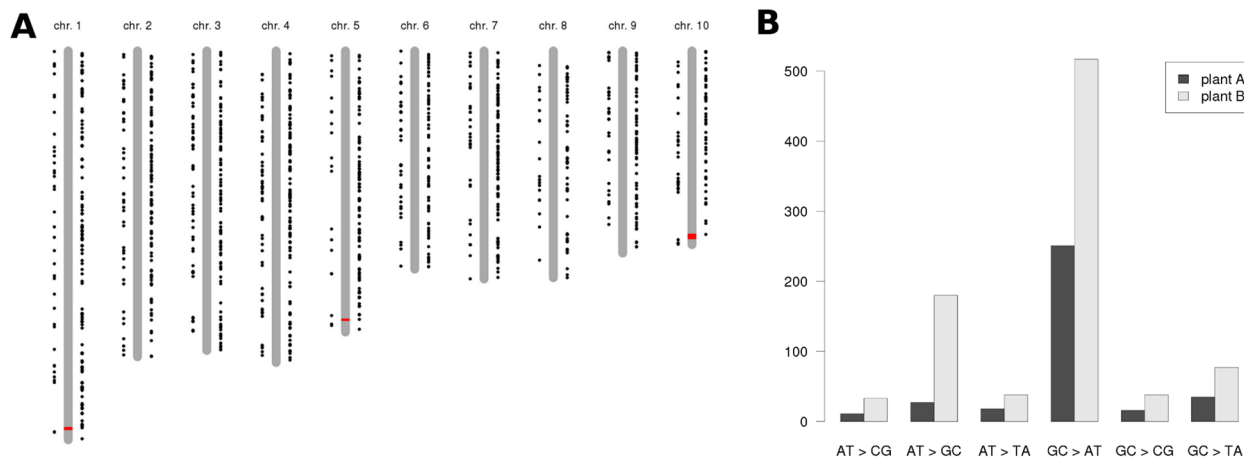 A
chr. 1 chr. 2 chr. 3 chr. 4 chr. 5 chr. 6 chr. 7 chr. 8 chr. 9 chr. 10
B
500
400
300
200
100
0
plant A
plant B
AT > CG AT > GC AT > TA GC > AT GC > CG GC > TA